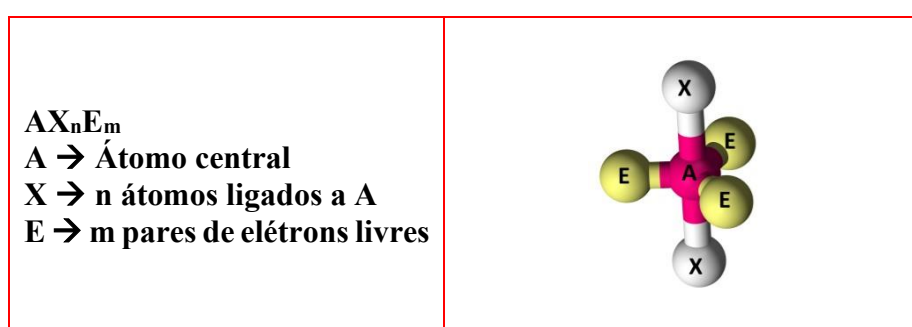 AXₙEₘ
A → Átomo central
X → n átomos ligados a A
E → m pares de elétrons livres
X
E
E
A
E
X